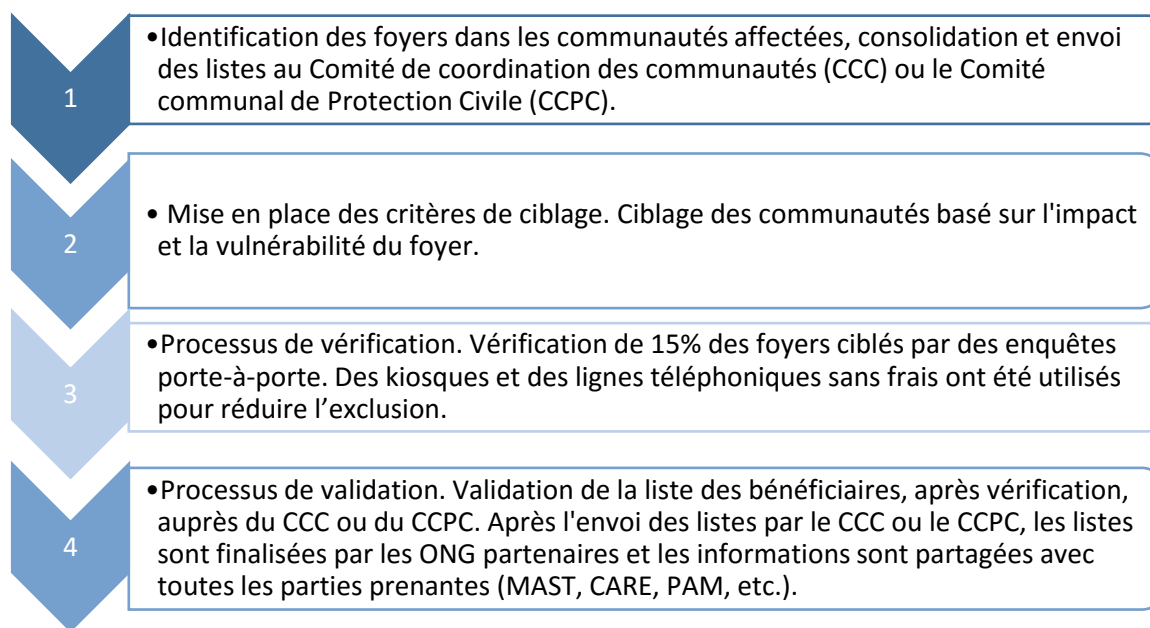 1
•Identification des foyers dans les communautés affectées, consolidation et envoi
des listes au Comité de coordination des communautés (CCC) ou le Comité
communal de Protection Civile (CCPC).
2
• Mise en place des critères de ciblage. Ciblage des communautés basé sur l'impact
et la vulnérabilité du foyer.
3
•Processus de vérification. Vérification de 15% des foyers ciblés par des enquêtes
porte-à-porte. Des kiosques et des lignes téléphoniques sans frais ont été utilisés
pour réduire l’exclusion.
4
•Processus de validation. Validation de la liste des bénéficiaires, après vérification,
auprès du CCC ou du CCPC. Après l'envoi des listes par le CCC ou le CCPC, les listes
sont finalisées par les ONG partenaires et les informations sont partagées avec
toutes les parties prenantes (MAST, CARE, PAM, etc.).